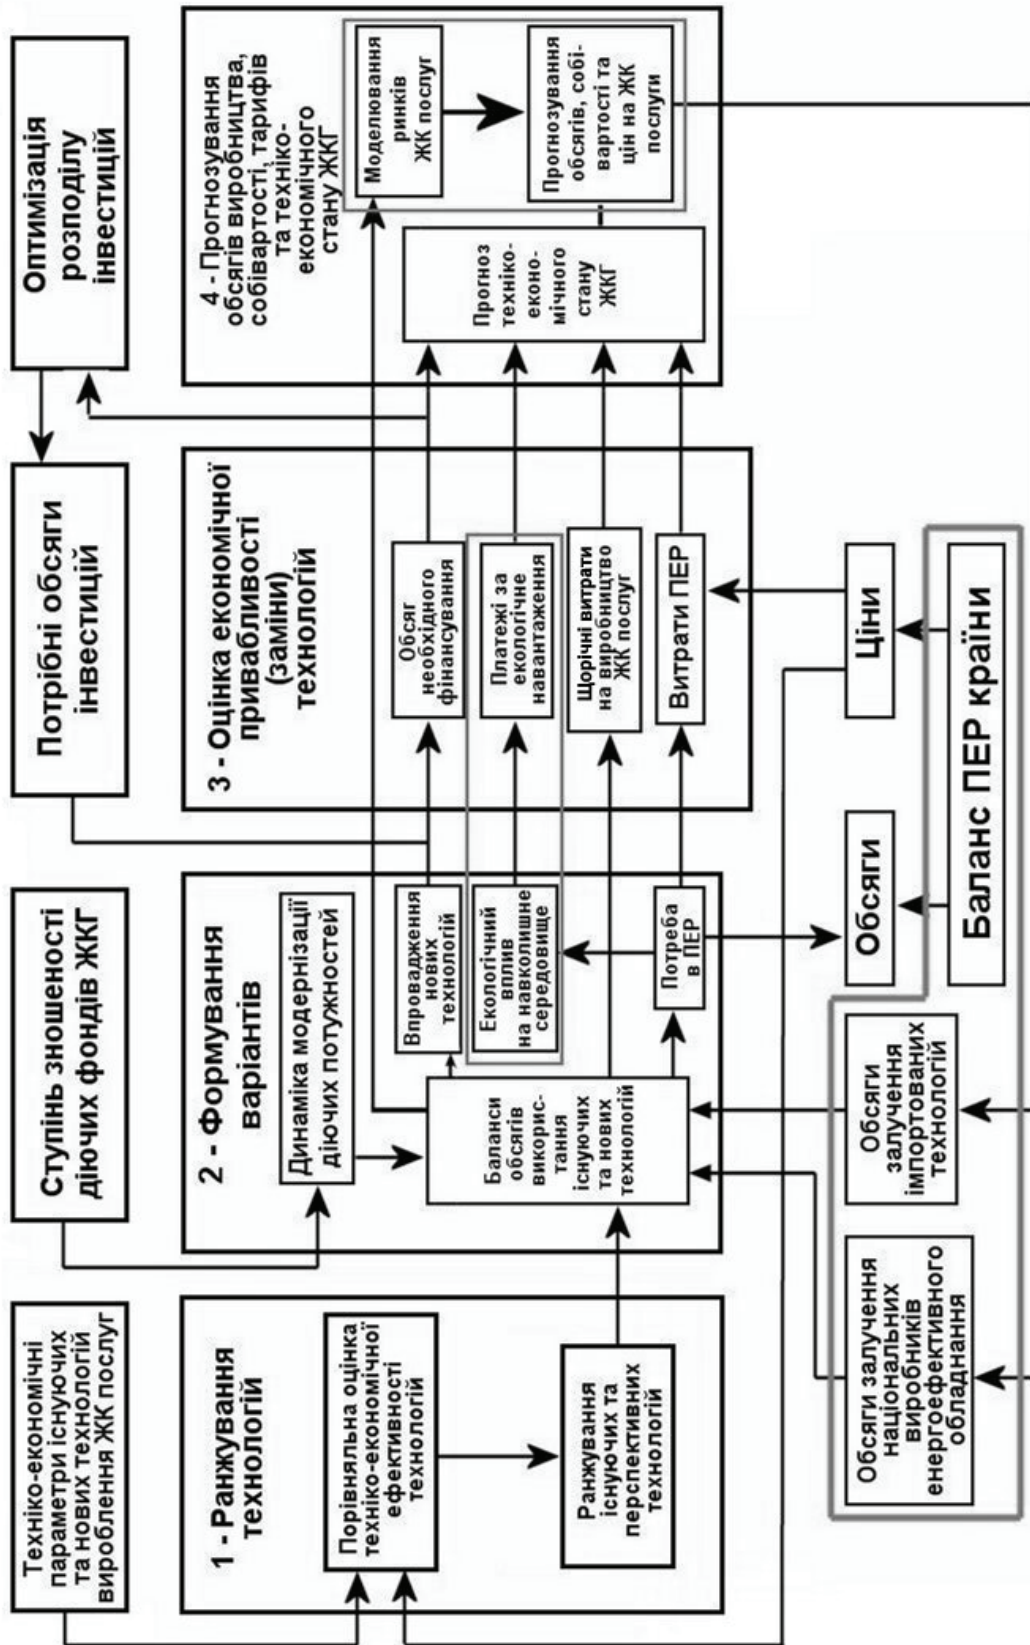 Техніко-економічні
параметри існуючих
та нових технологій
вироблення ЖК послуг
Ступінь зношеності
діючих фондів ЖКГ
Потрібні обсяги
інвестицій
Оптимізація
розподілу
інвестицій
1 - Ранжування
технологій
Порівняльна оцінка
техніко-економічної
ефективності
технологій
Ранжування
існуючих та
перспективних
технологій
2 - Формування
варіантів
Динаміка модернізації
діючих потужностей
Баланси
обсягів
викорис-
тання
існуючих
та нових
технологій
Впровадження
нових
технологій
Екологічний
вплив
на навколишне
середовище
Потреба
в ПЕР
3 - Оцінка економічної
привабливості
(заміни)
технологій
Обсяг
необхідного
фінансування
Платежі за
екологічне
навантаження
Щорічні витрати
на виробництво
ЖК послуг
Витрати ПЕР
4 - Прогнозування
обсягів виробництва,
собівартості, тарифів
та техніко-
економічного
стану ЖКГ
Прогноз
техніко-
еконо-
мічного
стану
ЖКГ
Моделювання
ринків
ЖК послуг
Прогнозування
обсягів, собі-
вартості та
цін на ЖК
послуги
Обсяги залучення
національних
виробників
енергоефективного
обладнання
Обсяги
залучення
імпортованих
технологій
Обсяги
Ціни
Баланс ПЕР країни